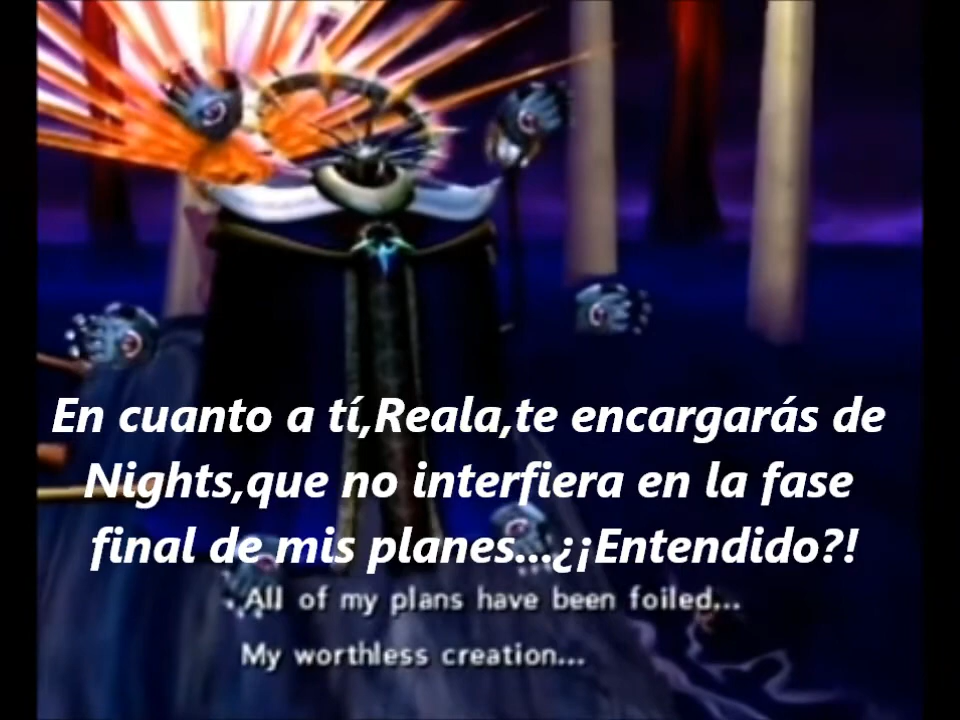 En cuanto a tí,Reala,te encargarás de
Nights,que no interfiera en la fase
final de mis planes...¿¡Entendido?!
All of my plans have been foiled...
My worthless creation...